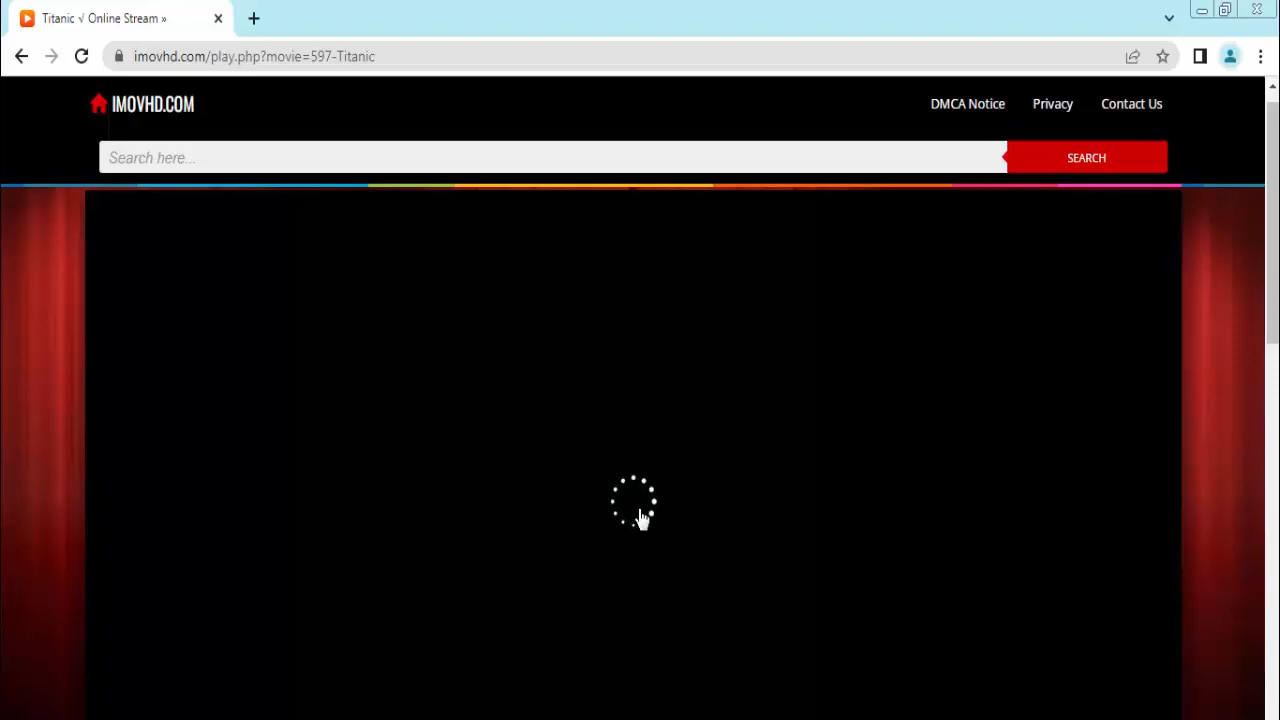 Titanic √ Online Stream »
imovhd.com/play.php?movie=597-Titanic
IMOVHD.COM
DMCA Notice
Privacy
Contact Us
Search here...
SEARCH